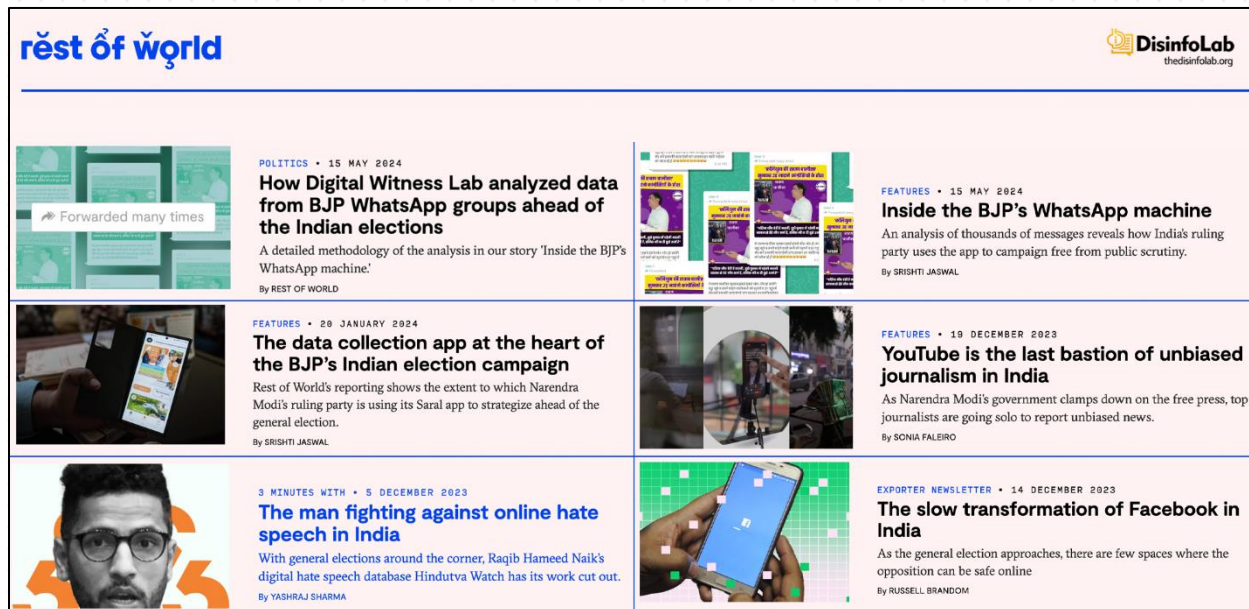 rĕst ổf w̌ǫrld
DisinfoLab
thedisinfolab.org
Forwarded many times
POLITICS • 15 MAY 2024
How Digital Witness Lab analyzed data
from BJP WhatsApp groups ahead of
the Indian elections
A detailed methodology of the analysis in our story 'Inside the BJP's
WhatsApp machine.'
By REST OF WORLD
FEATURES • 15 MAY 2024
Inside the BJP's WhatsApp machine
An analysis of thousands of messages reveals how India's ruling
party uses the app to campaign free from public scrutiny.
By SRISHTI JASWAL
FEATURES • 20 JANUARY 2024
The data collection app at the heart of
the BJP's Indian election campaign
Rest of World's reporting shows the extent to which Narendra
Modi's ruling party is using its Saral app to strategize ahead of the
general election.
By SRISHTI JASWAL
FEATURES • 19 DECEMBER 2023
YouTube is the last bastion of unbiased
journalism in India
As Narendra Modi's government clamps down on the free press, top
journalists are going solo to report unbiased news.
By SONIA FALEIRO
3 MINUTES WITH • 5 DECEMBER 2023
The man fighting against online hate
speech in India
With general elections around the corner, Raqib Hameed Naik's
digital hate speech database Hindutva Watch has its work cut out.
By YASHRAJ SHARMA
EXPORTER NEWSLETTER • 14 DECEMBER 2023
The slow transformation of Facebook in
India
As the general election approaches, there are few spaces where the
opposition can be safe online
By RUSSELL BRANDOM